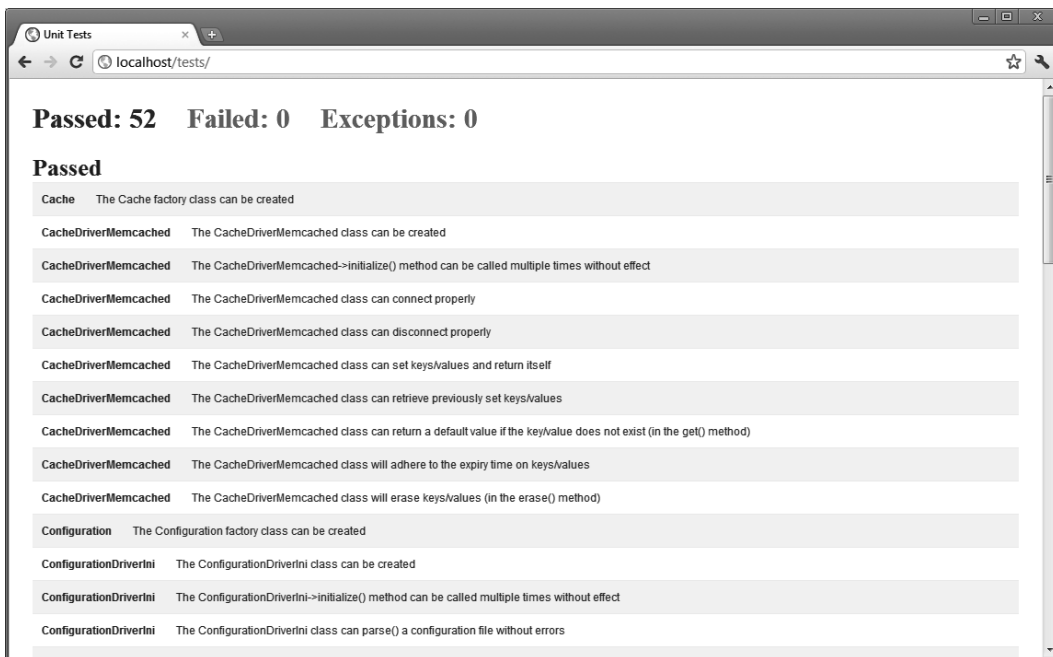 Unit Tests
localhost/tests/
Passed: 52 Failed: 0 Exceptions: 0
Passed
Cache The Cache factory class can be created
CacheDriverMemcached The CacheDriverMemcached class can be created
CacheDriverMemcached The CacheDriverMemcached->initialize() method can be called multiple times without effect
CacheDriverMemcached The CacheDriverMemcached class can connect properly
CacheDriverMemcached The CacheDriverMemcached class can disconnect properly
CacheDriverMemcached The CacheDriverMemcached class can set keys/values and return itself
CacheDriverMemcached The CacheDriverMemcached class can retrieve previously set keys/values
CacheDriverMemcached The CacheDriverMemcached class can return a default value if the key/value does not exist (in the get() method)
CacheDriverMemcached The CacheDriverMemcached class will adhere to the expiry time on keys/values
CacheDriverMemcached The CacheDriverMemcached class will erase keys/values (in the erase() method)
Configuration The Configuration factory class can be created
ConfigurationDriverIni The ConfigurationDriverIni class can be created
ConfigurationDriverIni The ConfigurationDriverIni->initialize() method can be called multiple times without effect
ConfigurationDriverIni The ConfigurationDriverIni class can parse() a configuration file without errors